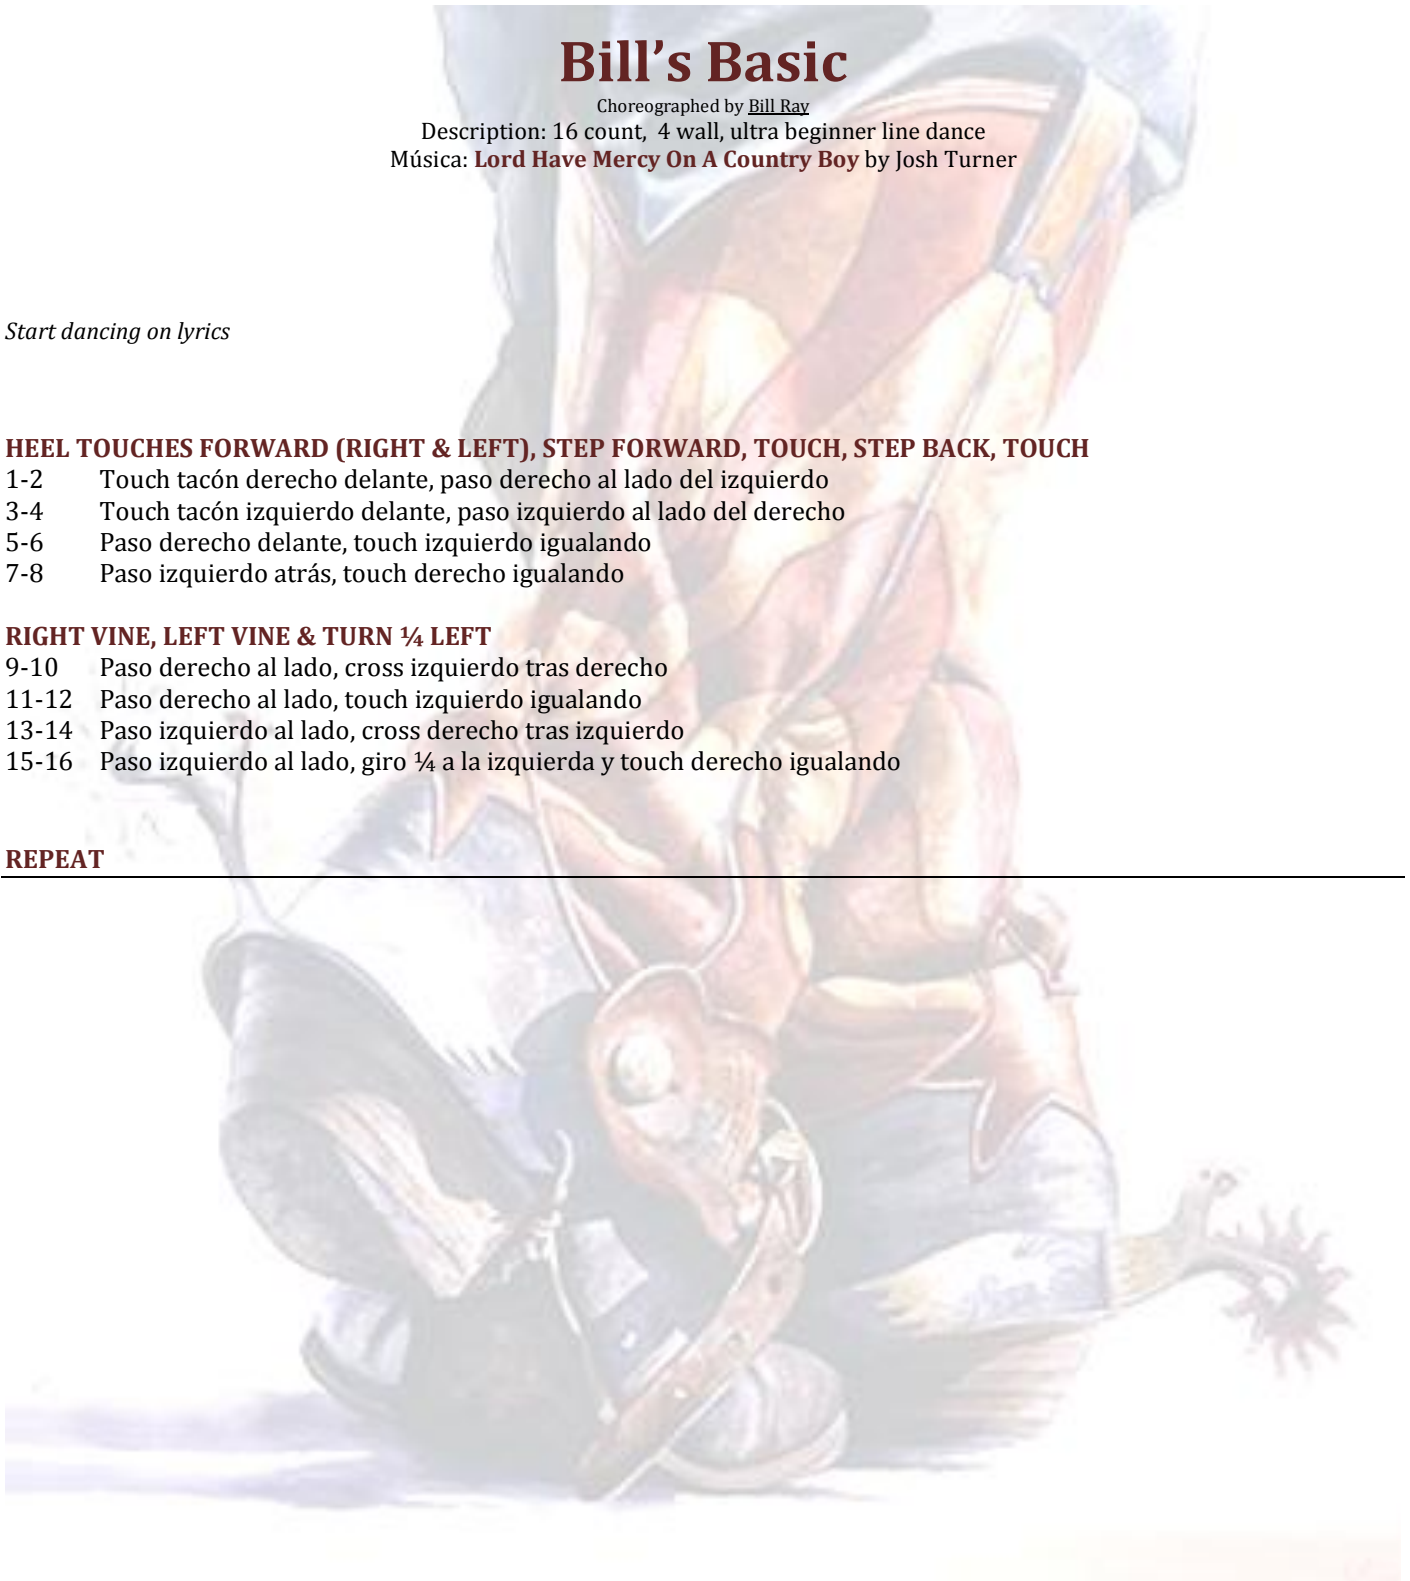 Bill's Basic
Choreographed by Bill Ray
Description: 16 count, 4 wall, ultra beginner line dance
Música: Lord Have Mercy On A Country Boy by Josh Turner
Start dancing on lyrics
HEEL TOUCHES FORWARD (RIGHT & LEFT), STEP FORWARD, TOUCH, STEP BACK, TOUCH
1-2 Touch tacón derecho delante, paso derecho al lado del izquierdo
3-4 Touch tacón izquierdo delante, paso izquierdo al lado del derecho
5-6 Paso derecho delante, touch izquierdo igualando
7-8 Paso izquierdo atrás, touch derecho igualando
RIGHT VINE, LEFT VINE & TURN ¼ LEFT
9-10 Paso derecho al lado, cross izquierdo tras derecho
11-12 Paso derecho al lado, touch izquierdo igualando
13-14 Paso izquierdo al lado, cross derecho tras izquierdo
15-16 Paso izquierdo al lado, giro ¼ a la izquierda y touch derecho igualando
REPEAT